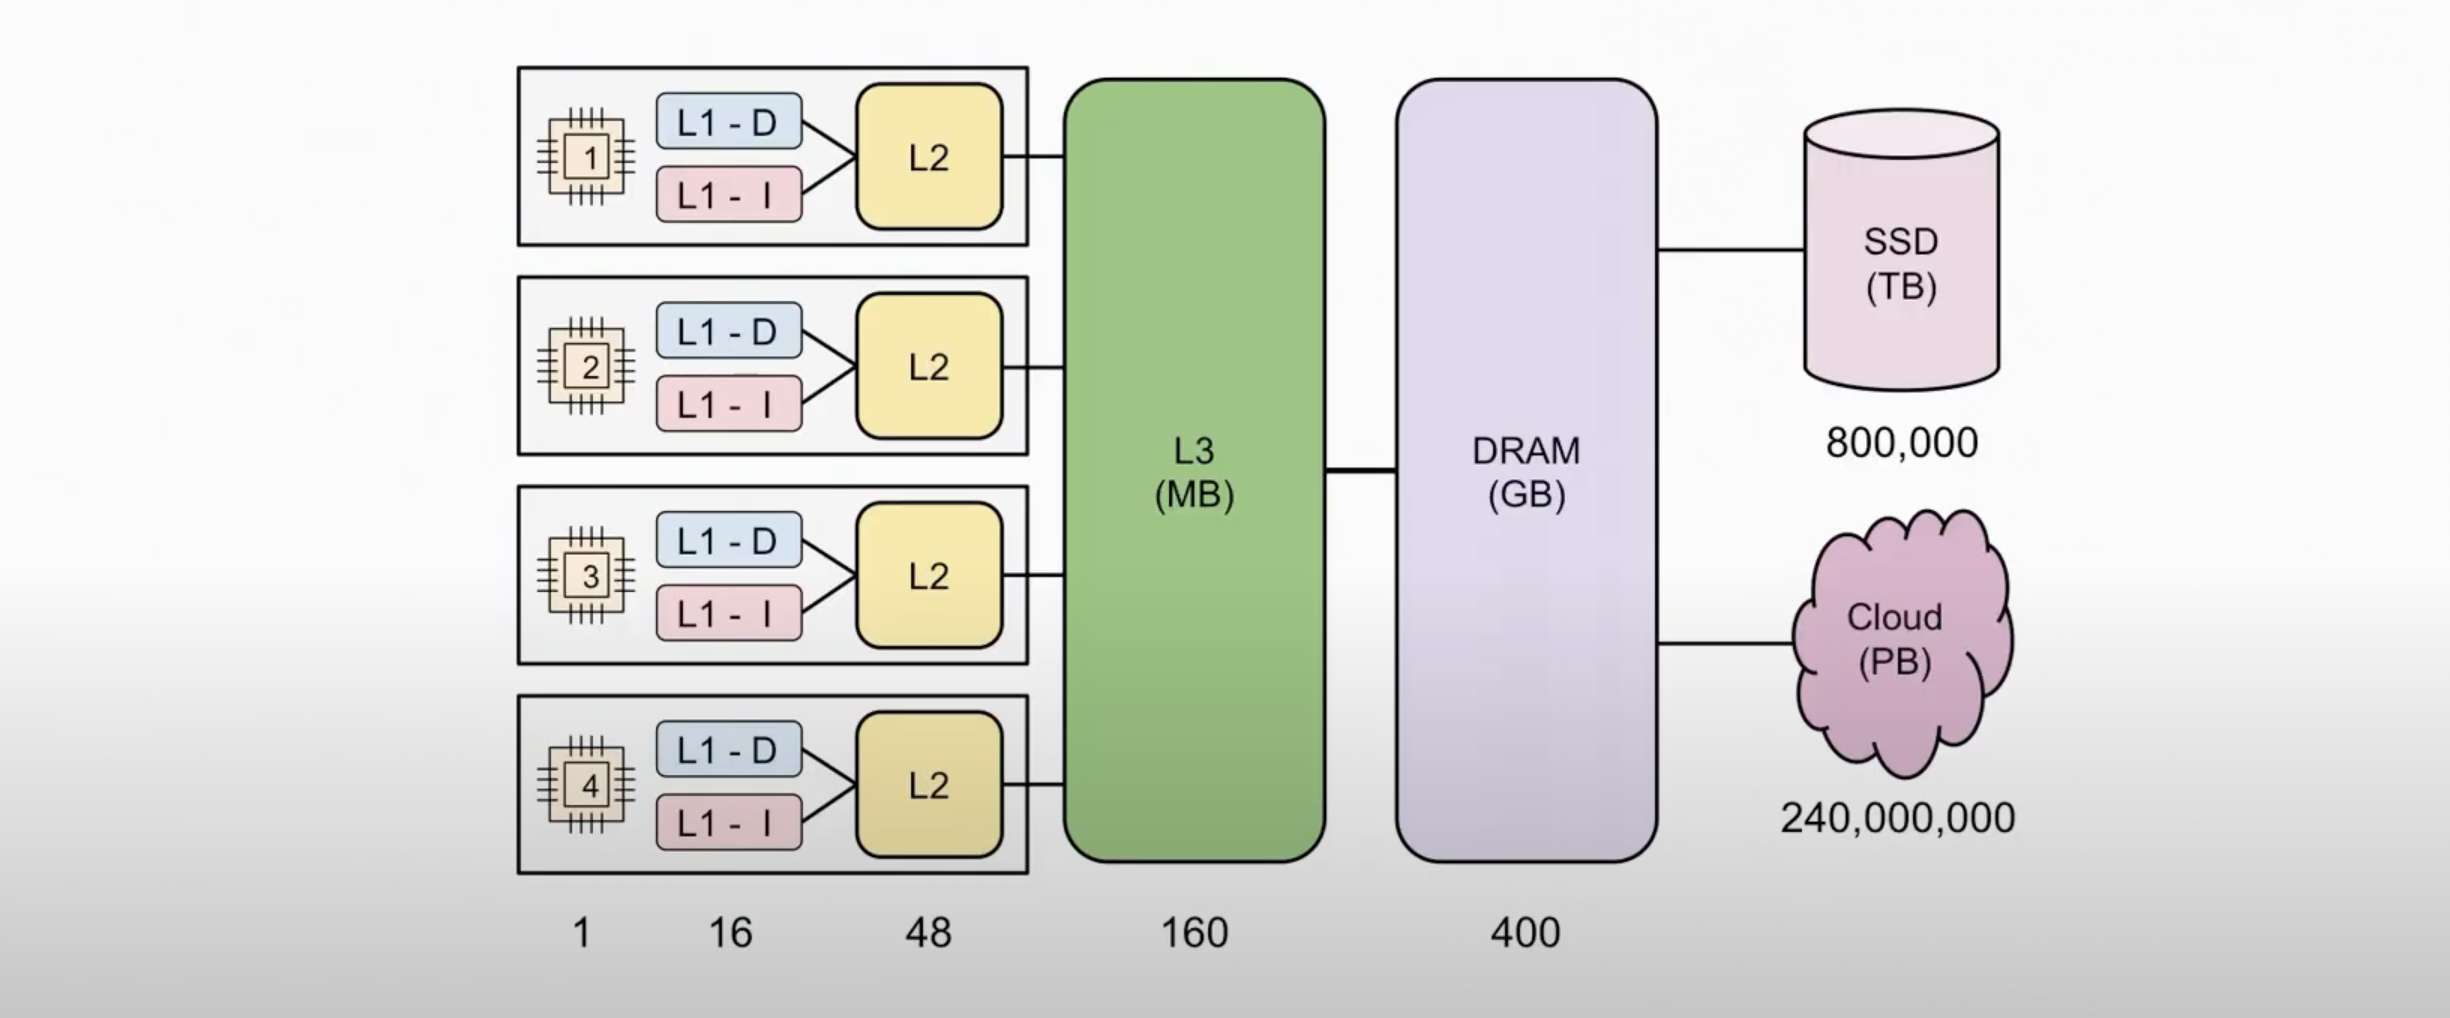 1
L1 - D
L1 - I
L2
2
L1 - D
L1 - I
L2
3
L1 - D
L1 - I
L2
4
L1 - D
L1 - I
L2
L3
(MB)
DRAM
(GB)
SSD
(TB)
800,000
Cloud
(PB)
240,000,000
1 16 48 160 400